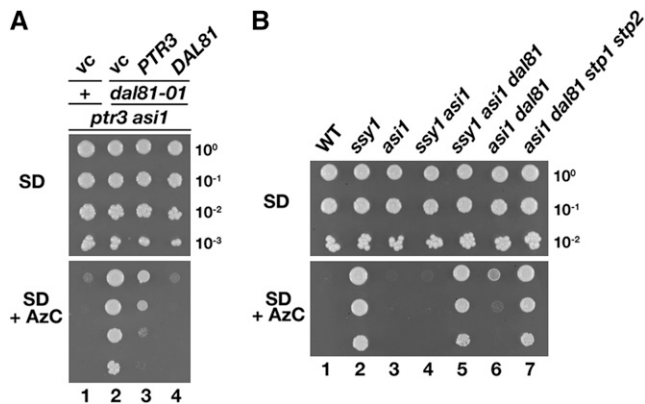 A
vc
vc
PTR3
DAL81
+
dal81-01
ptr3 asi1
SD
10⁰
10⁻¹
10⁻²
10⁻³
SD
+ AzC
1 2 3 4
B
WT
ssy1
asi1
ssy1 asi1
ssy1 asi1 dal81
asi1 dal81
asi1 dal81 stp1 stp2
SD
10⁰
10⁻¹
10⁻²
SD
+ AzC
1 2 3 4 5 6 7